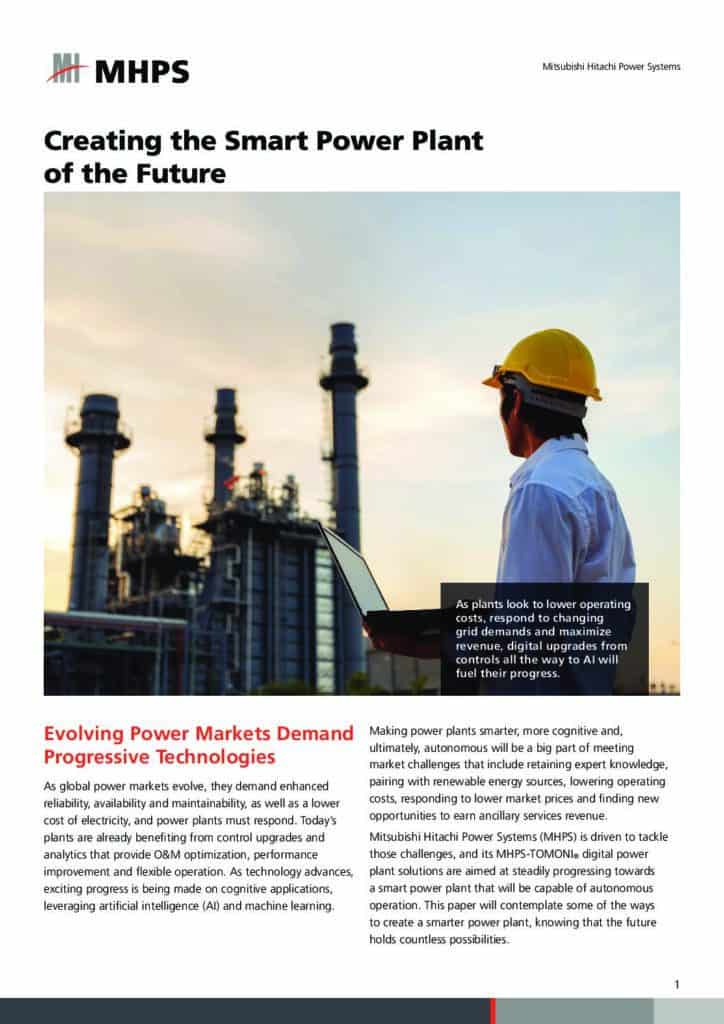 MHPS
Mitsubishi Hitachi Power Systems
Creating the Smart Power Plant
of the Future
As plants look to lower operating
costs, respond to changing
grid demands and maximize
revenue, digital upgrades from
controls all the way to AI will
fuel their progress.
Evolving Power Markets Demand
Progressive Technologies
As global power markets evolve, they demand enhanced
reliability, availability and maintainability, as well as a lower
cost of electricity, and power plants must respond. Today's
plants are already benefiting from control upgrades and
analytics that provide O&M optimization, performance
improvement and flexible operation. As technology advances,
exciting progress is being made on cognitive applications,
leveraging artificial intelligence (AI) and machine learning.
Making power plants smarter, more cognitive and,
ultimately, autonomous will be a big part of meeting
market challenges that include retaining expert knowledge,
pairing with renewable energy sources, lowering operating
costs, responding to lower market prices and finding new
opportunities to earn ancillary services revenue.
Mitsubishi Hitachi Power Systems (MHPS) is driven to tackle
those challenges, and its MHPS-TOMONI® digital power
plant solutions are aimed at steadily progressing towards
a smart power plant that will be capable of autonomous
operation. This paper will contemplate some of the ways
to create a smarter power plant, knowing that the future
holds countless possibilities.
1